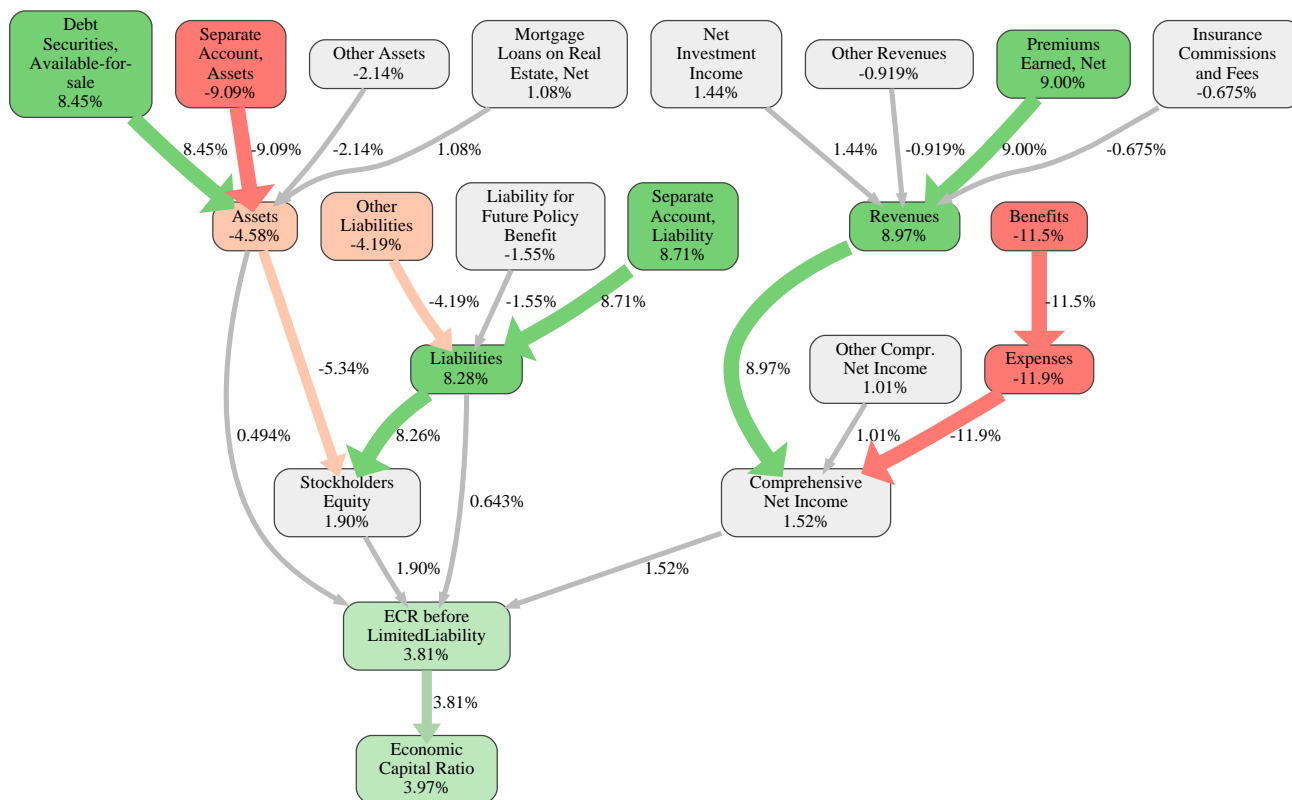 Debt
Securities,
Available-for-
sale
8.45%
Separate
Account,
Assets
-9.09%
Other Assets
-2.14%
Mortgage
Loans on Real
Estate, Net
1.08%
Net
Investment
Income
1.44%
Other Revenues
-0.919%
Premiums
Earned, Net
9.00%
Insurance
Commissions
and Fees
-0.675%
8.45%
-9.09%
-2.14%
1.08%
1.44%
-0.919%
9.00%
-0.675%
Assets
-4.58%
Other
Liabilities
-4.19%
Liability for
Future Policy
Benefit
-1.55%
Separate
Account,
Liability
8.71%
Revenues
8.97%
Benefits
-11.5%
-4.19%
-1.55%
8.71%
-11.5%
-5.34%
Liabilities
8.28%
8.97%
Other Compr.
Net Income
1.01%
Expenses
-11.9%
0.494%
8.26%
1.01%
-11.9%
Stockholders
Equity
1.90%
0.643%
Comprehensive
Net Income
1.52%
1.90%
1.52%
ECR before
LimitedLiability
3.81%
3.81%
Economic
Capital Ratio
3.97%